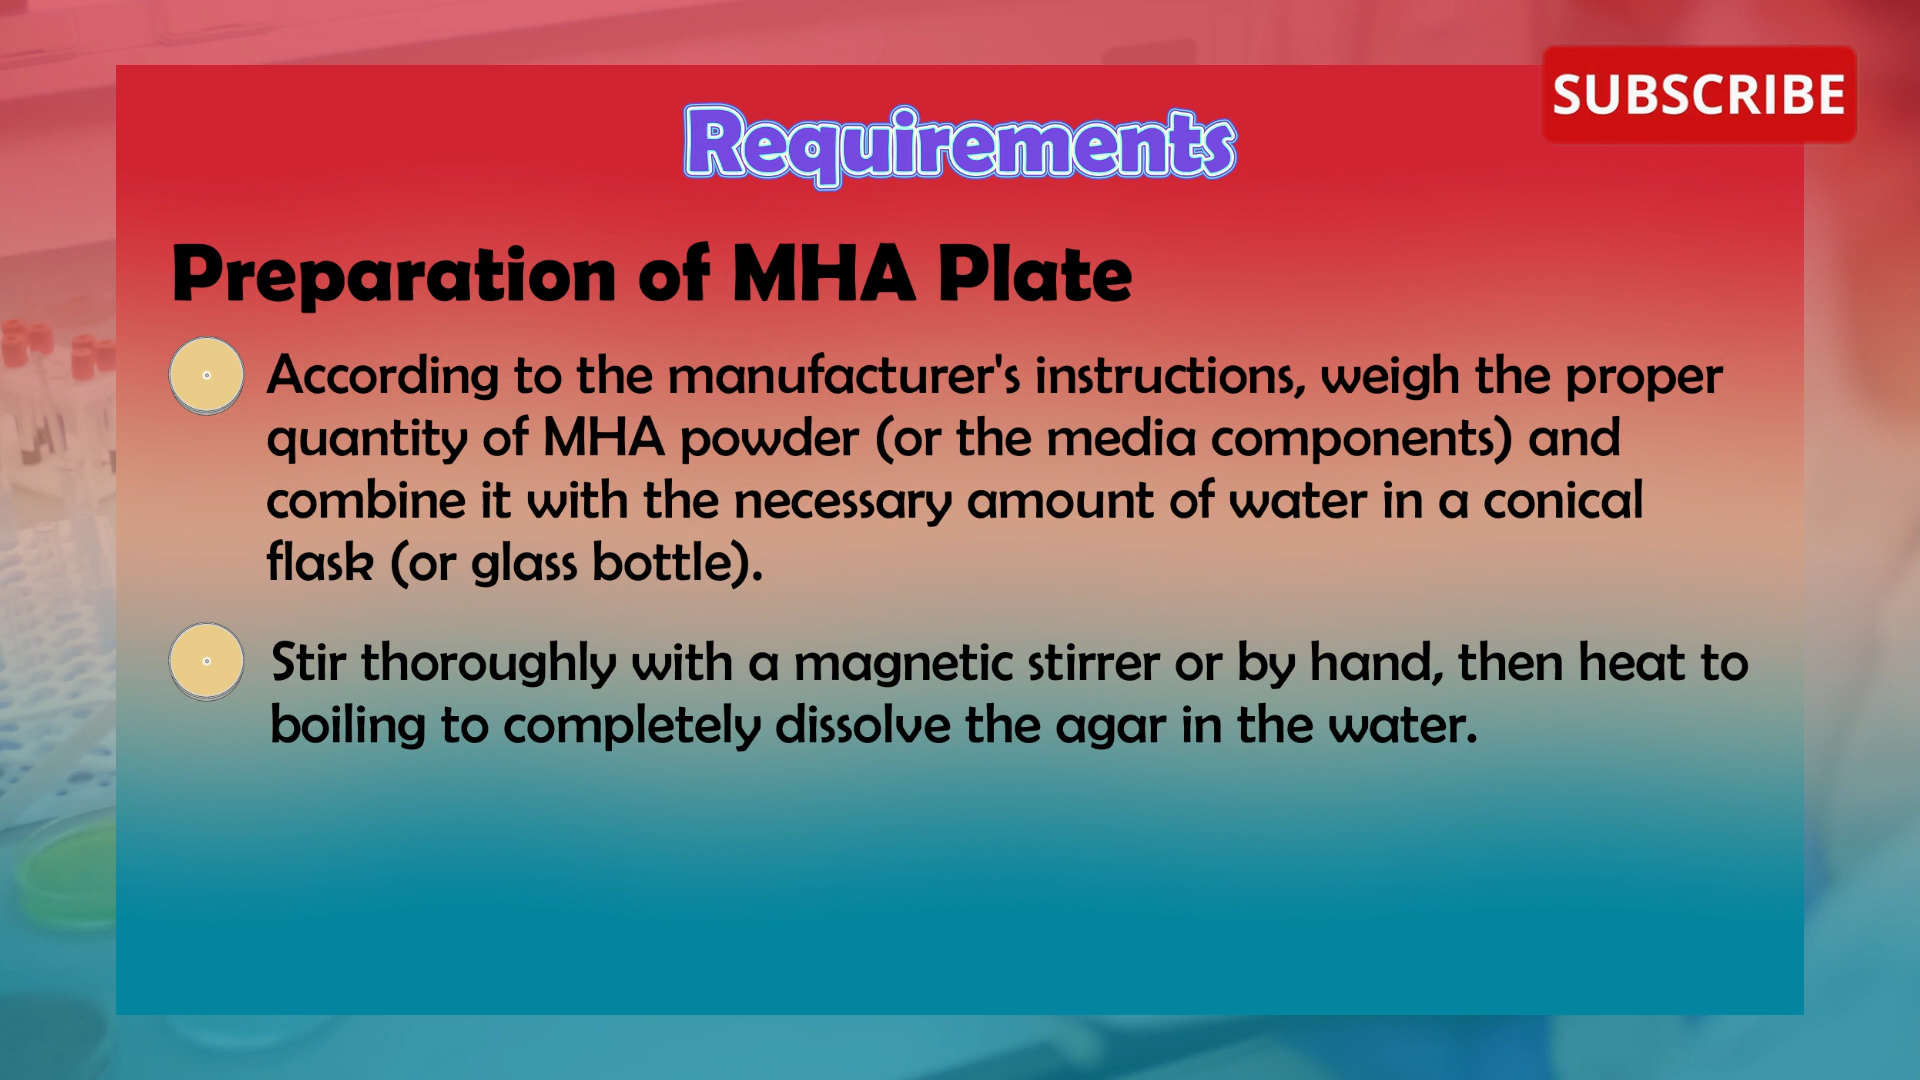 SUBSCRIBE
Requirements
Preparation of MHA Plate
According to the manufacturer's instructions, weigh the proper
quantity of MHA powder (or the media components) and
combine it with the necessary amount of water in a conical
flask (or glass bottle).
Stir thoroughly with a magnetic stirrer or by hand, then heat to
boiling to completely dissolve the agar in the water.